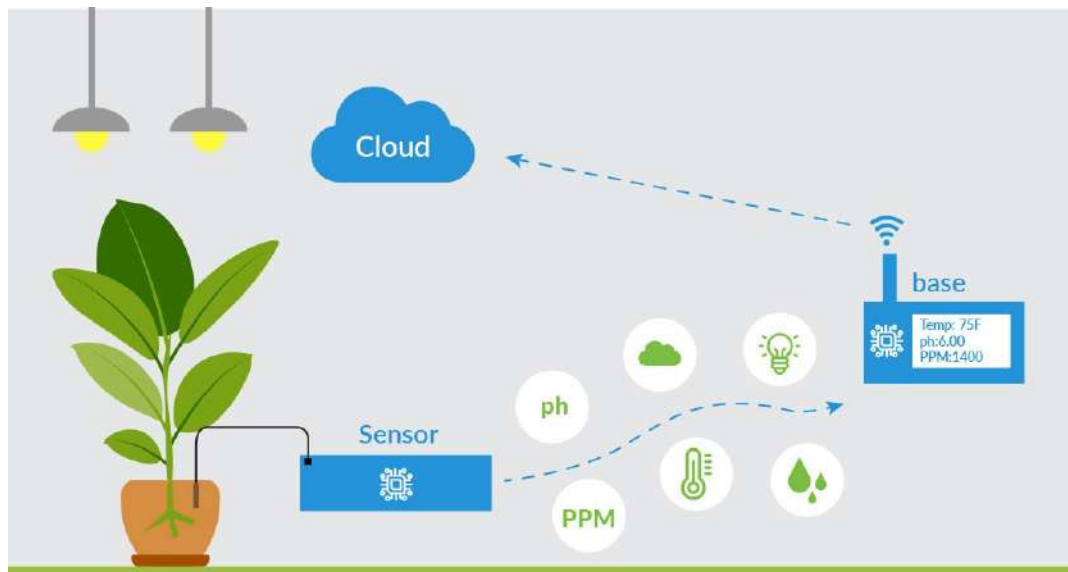 Cloud
base
Temp: 75F
ph:6.00
PPM:1400
ph
Sensor
PPM